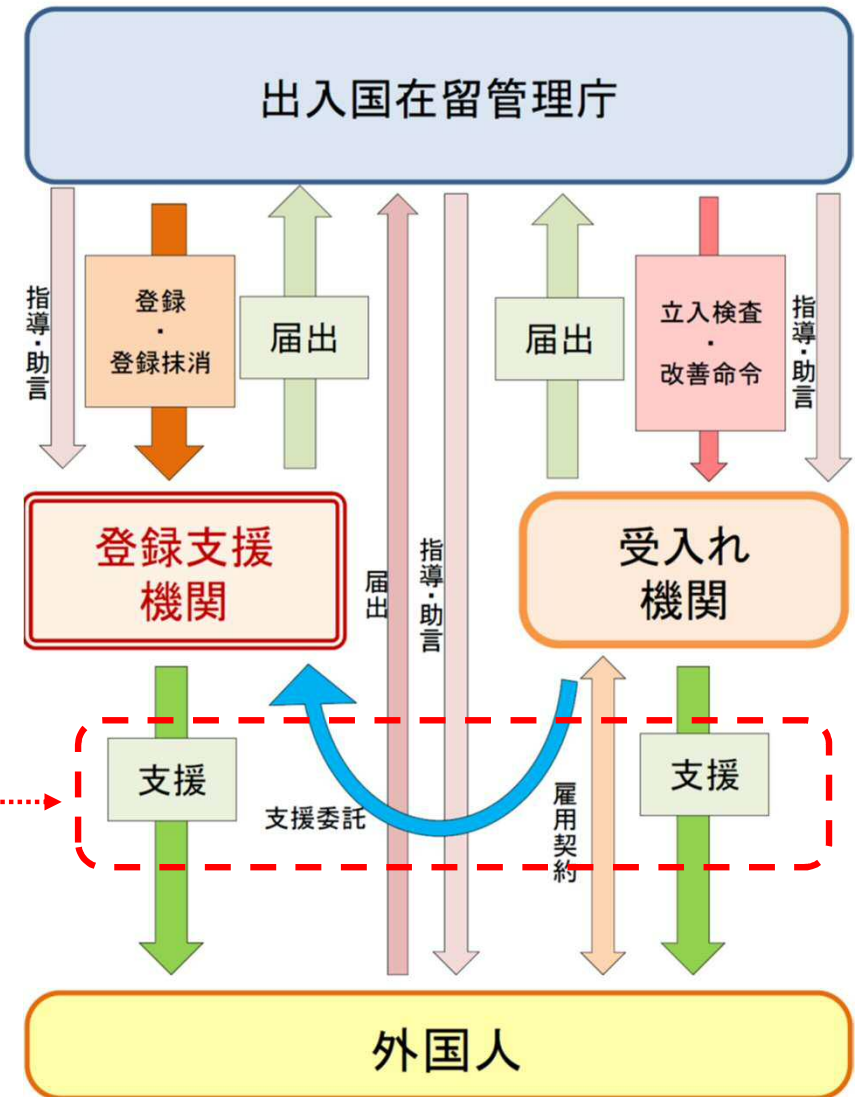 出入国在留管理庁
指導・助言
登録
・
登録抹消
届出
届出
立入検査
・
改善命令
指導・助言
登録支援
機関
届出
指導・助言
受入れ
機関
支援
支援委託
雇用契約
支援
外国人